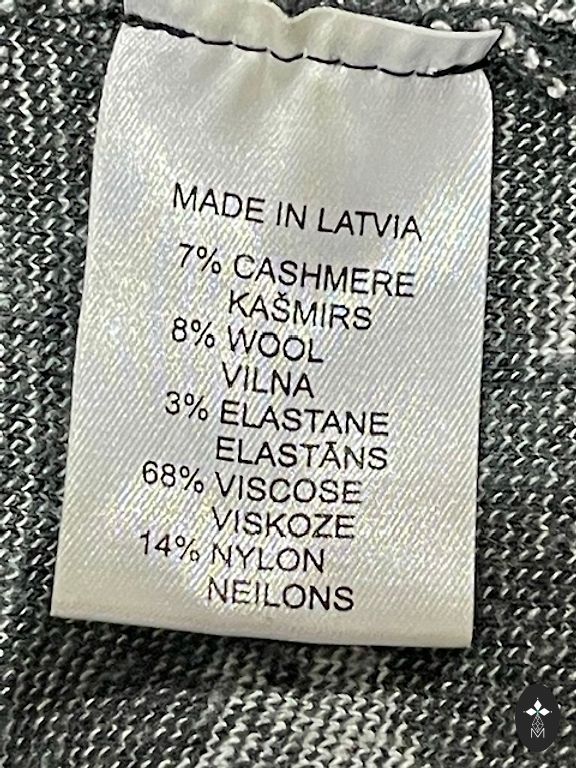 MADE IN LATVIA
7% CASHMERE
KAŠMIRS
8% WOOL
VILNA
3% ELASTANE
ELASTĀNS
68% VISCOSE
VISKOZE
14% NYLON
NEILONS
M